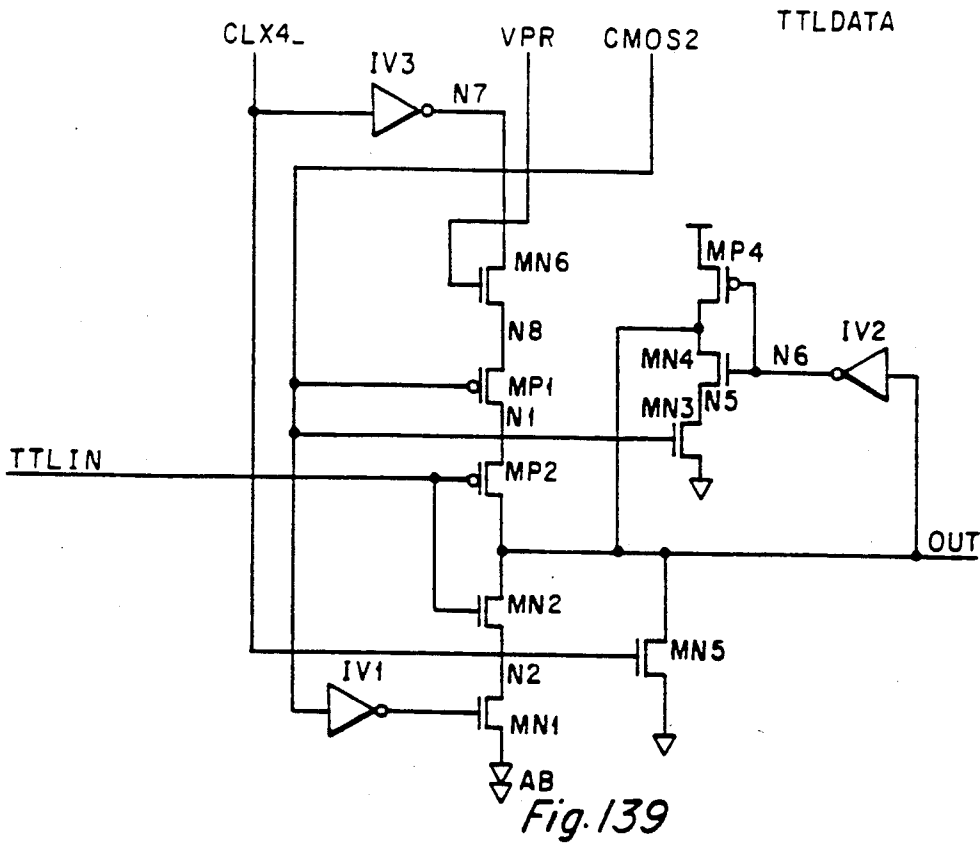 TTLDATA
CLX4_
VPR
CMOS2
IV3
N7
MN6
MP4
N8
IV2
MN4
N6
MP1
MN3
N5
N1
TTLIN
MP2
OUT
MN2
MN5
IV1
N2
MN1
AB
Fig. 139